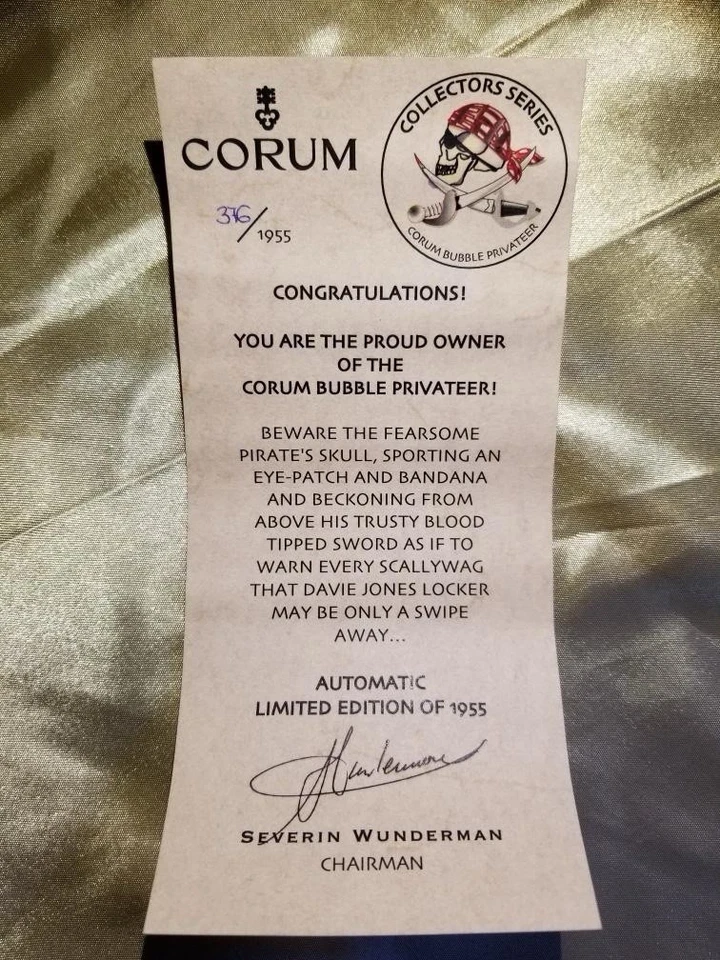 CORUM
COLLECTORS SERIES
CORUM BUBBLE PRIVATEER
376/1955
CONGRATULATIONS!
YOU ARE THE PROUD OWNER
OF THE
CORUM BUBBLE PRIVATEER!
BEWARE THE FEARSOME
PIRATE'S SKULL, SPORTING AN
EYE-PATCH AND BANDANA
AND BECKONING FROM
ABOVE HIS TRUSTY BLOOD
TIPPED SWORD AS IF TO
WARN EVERY SCALLYWAG
THAT DAVIE JONES LOCKER
MAY BE ONLY A SWIPE
AWAY...
AUTOMATIC
LIMITED EDITION OF 1955
SEVERIN WUNDERMAN
CHAIRMAN